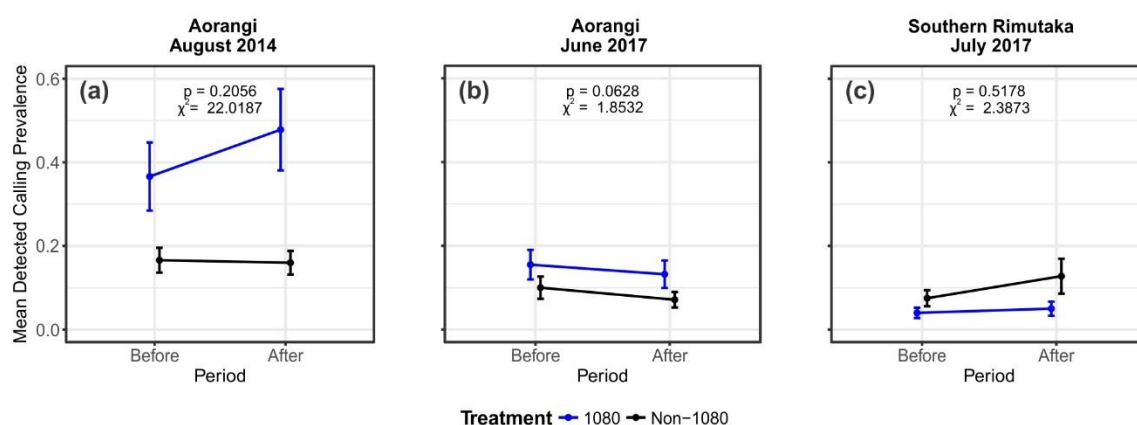 Aorangi
August 2014
Aorangi
June 2017
Southern Rimutaka
July 2017
Mean Detected Calling Prevalence
0.6
0.4
0.2
0.0
(a)
p = 0.2056
χ²= 22.0187
(b)
p = 0.0628
χ²= 1.8532
(c)
p = 0.5178
χ²= 2.3873
Before After
Before After
Before After
Period
Period
Period
Treatment 1080 Non−1080